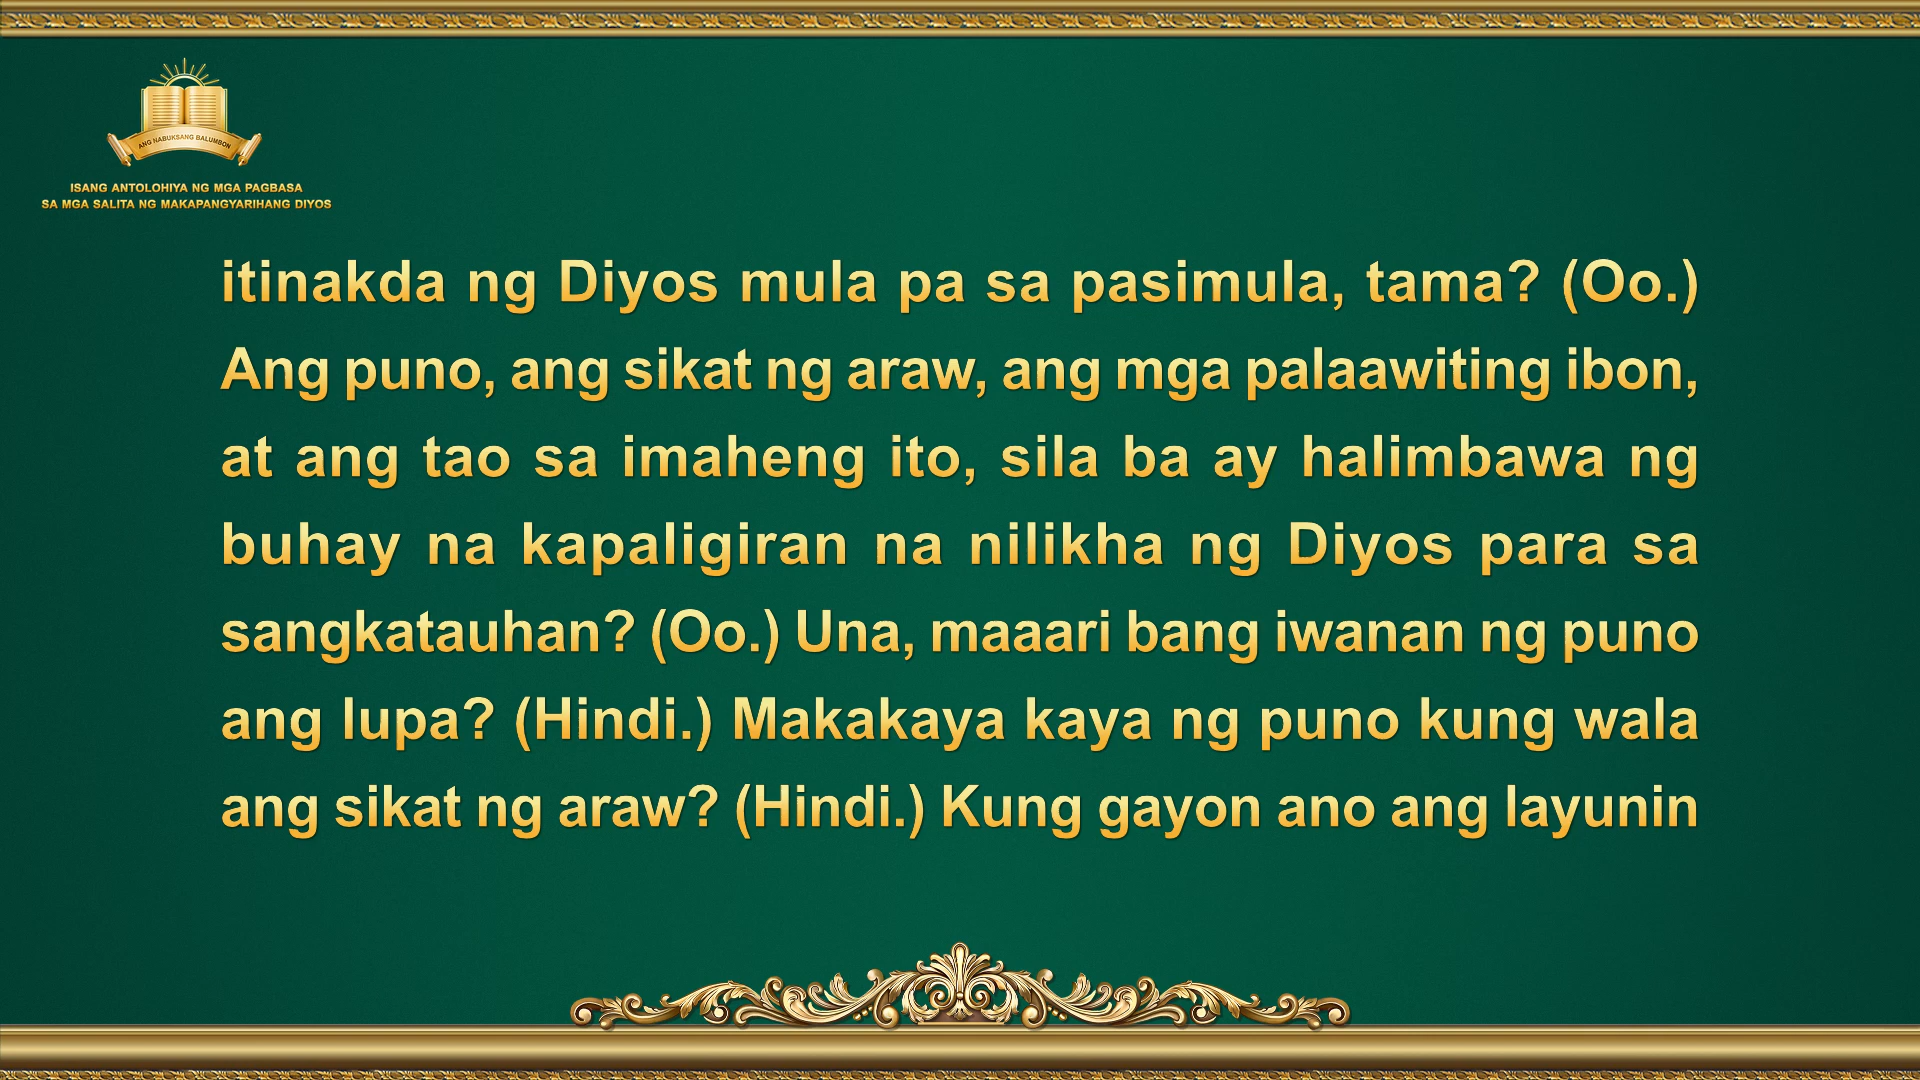 ANG NABUKSANG BALUMBON
ISANG ANTOLOHIYA NG MGA PAGBASA
SA MGA SALITA NG MAKAPANGYARIHANG DIYOS
itinakda ng Diyos mula pa sa pasimula, tama? (Oo.)
Ang puno, ang sikat ng araw, ang mga palaawiting ibon,
at ang tao sa imaheng ito, sila ba ay halimbawa ng
buhay na kapaligiran na nilikha ng Diyos para sa
sangkatauhan? (Oo.) Una, maaari bang iwanan ng puno
ang lupa? (Hindi.) Makakaya kaya ng puno kung wala
ang sikat ng araw? (Hindi.) Kung gayon ano ang layunin